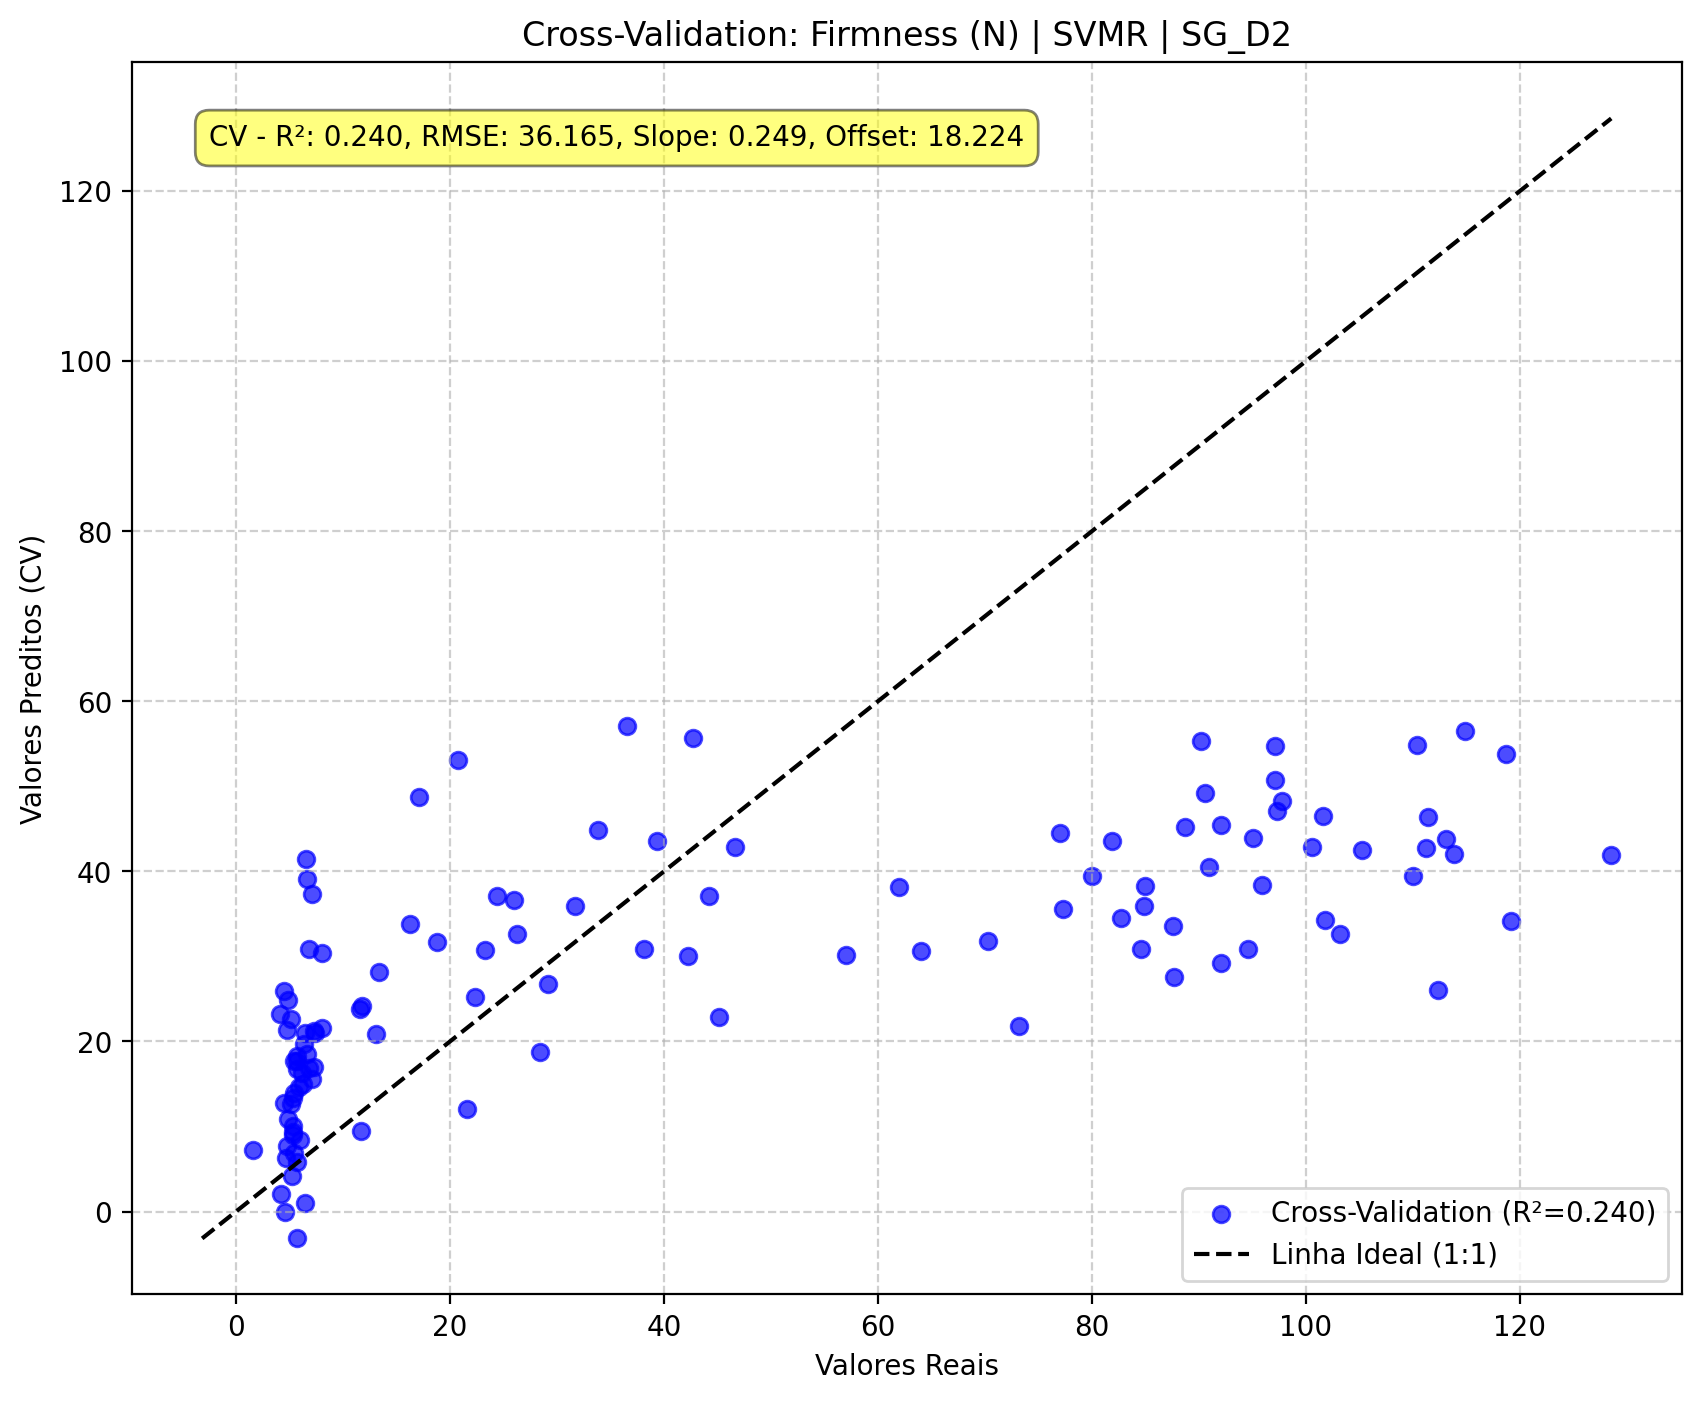 Cross-Validation: Firmness (N) | SVMR | SG_D2
CV - R²: 0.240, RMSE: 36.165, Slope: 0.249, Offset: 18.224
Valores Preditos (CV)
120
100
80
60
40
20
0
Cross-Validation (R²=0.240)
Linha Ideal (1:1)
0 20 40 60 80 100 120
Valores Reais